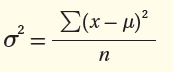 σ² = ∑(x – μ)² / n